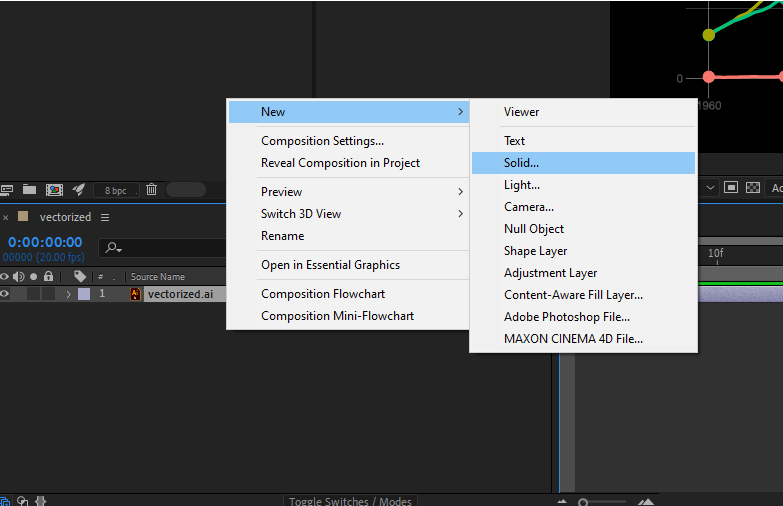 0
1960
New
Composition Settings...
Reveal Composition in Project
Preview
Switch 3D View
Rename
Open in Essential Graphics
Composition Flowchart
Composition Mini-Flowchart
Viewer
Text
Solid...
Light...
Camera...
Null Object
Shape Layer
Adjustment Layer
Content-Aware Fill Layer...
Adobe Photoshop File...
MAXON CINEMA 4D File...
8 bpc
vectorized
0:00:00:00
00000 (20.00 fps)
10f
# . Source Name
1 Ai vectorized.ai
Toggle Switches / Modes